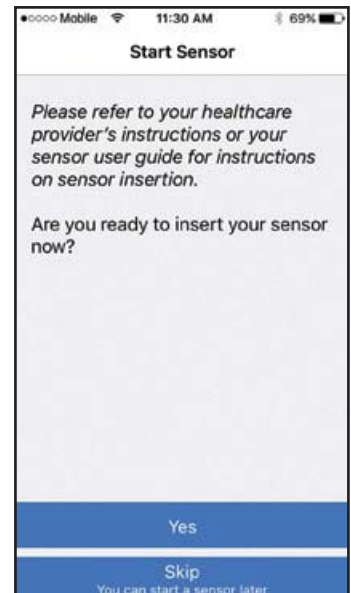 Mobile 11:30 AM 69%
Start Sensor
Please refer to your healthcare
provider's instructions or your
sensor user guide for instructions
on sensor insertion.
Are you ready to insert your sensor
now?
Yes
Skip
You can start a sensor later